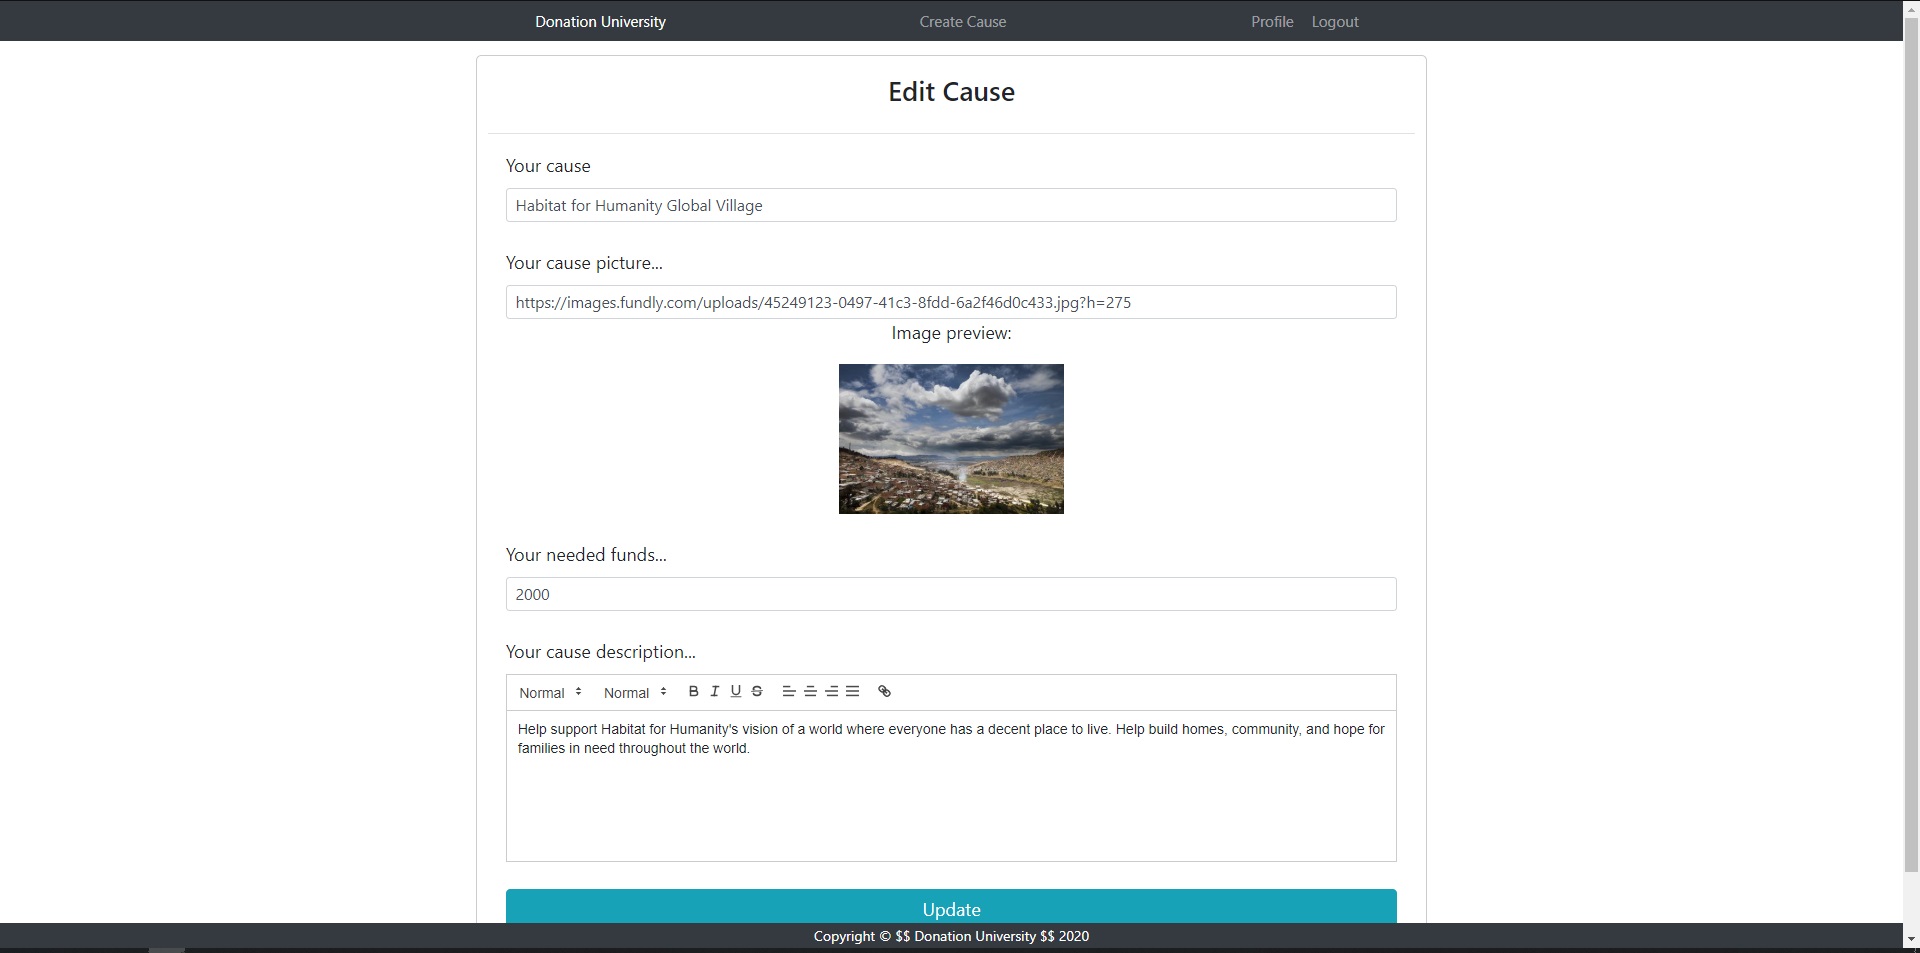 Donation University Create Cause Profile Logout
Edit Cause
Your cause
Habitat for Humanity Global Village
Your cause picture...
https://images.fundly.com/uploads/45249123-0497-41c3-8fdd-6a2f46d0c433.jpg?h=275
Image preview:
Your needed funds...
2000
Your cause description...
Normal Normal B I U S
Help support Habitat for Humanity's vision of a world where everyone has a decent place to live. Help build homes, community, and hope for
families in need throughout the world.
Update
Copyright © $$ Donation University $$ 2020